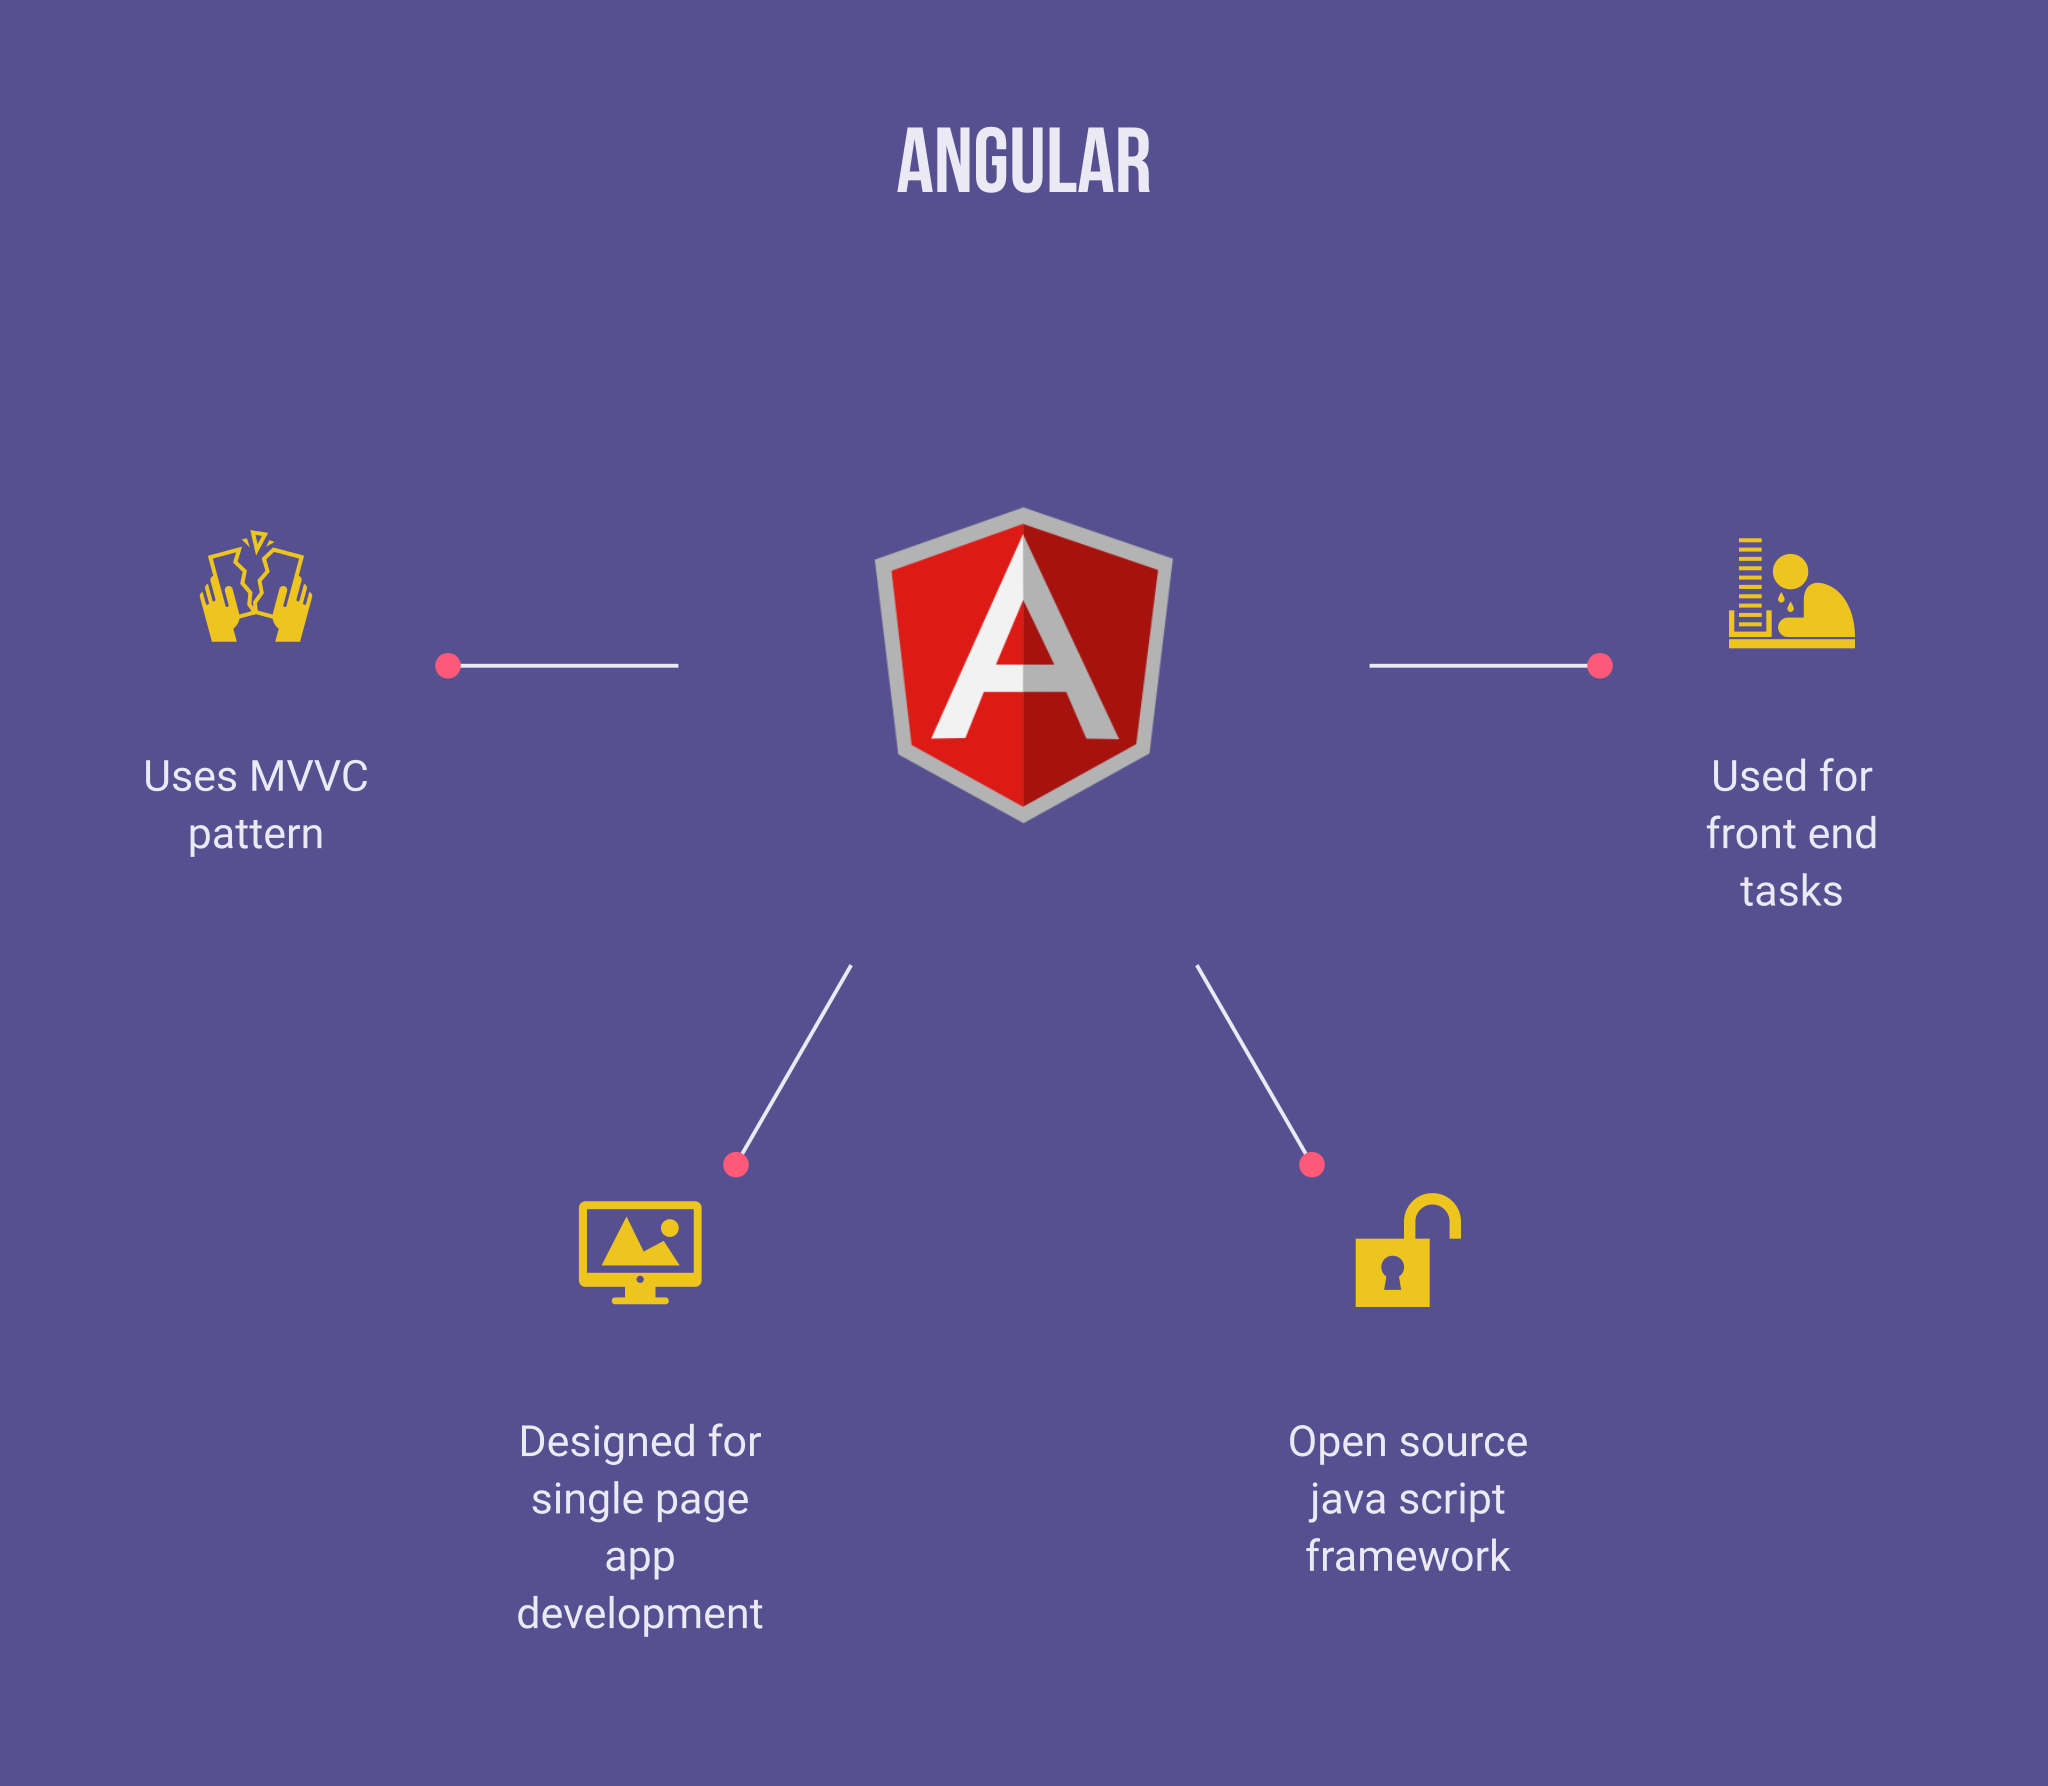 ANGULAR
Uses MVVC
pattern
Used for
front end
tasks
Designed for
single page
app
development
Open source
java script
framework